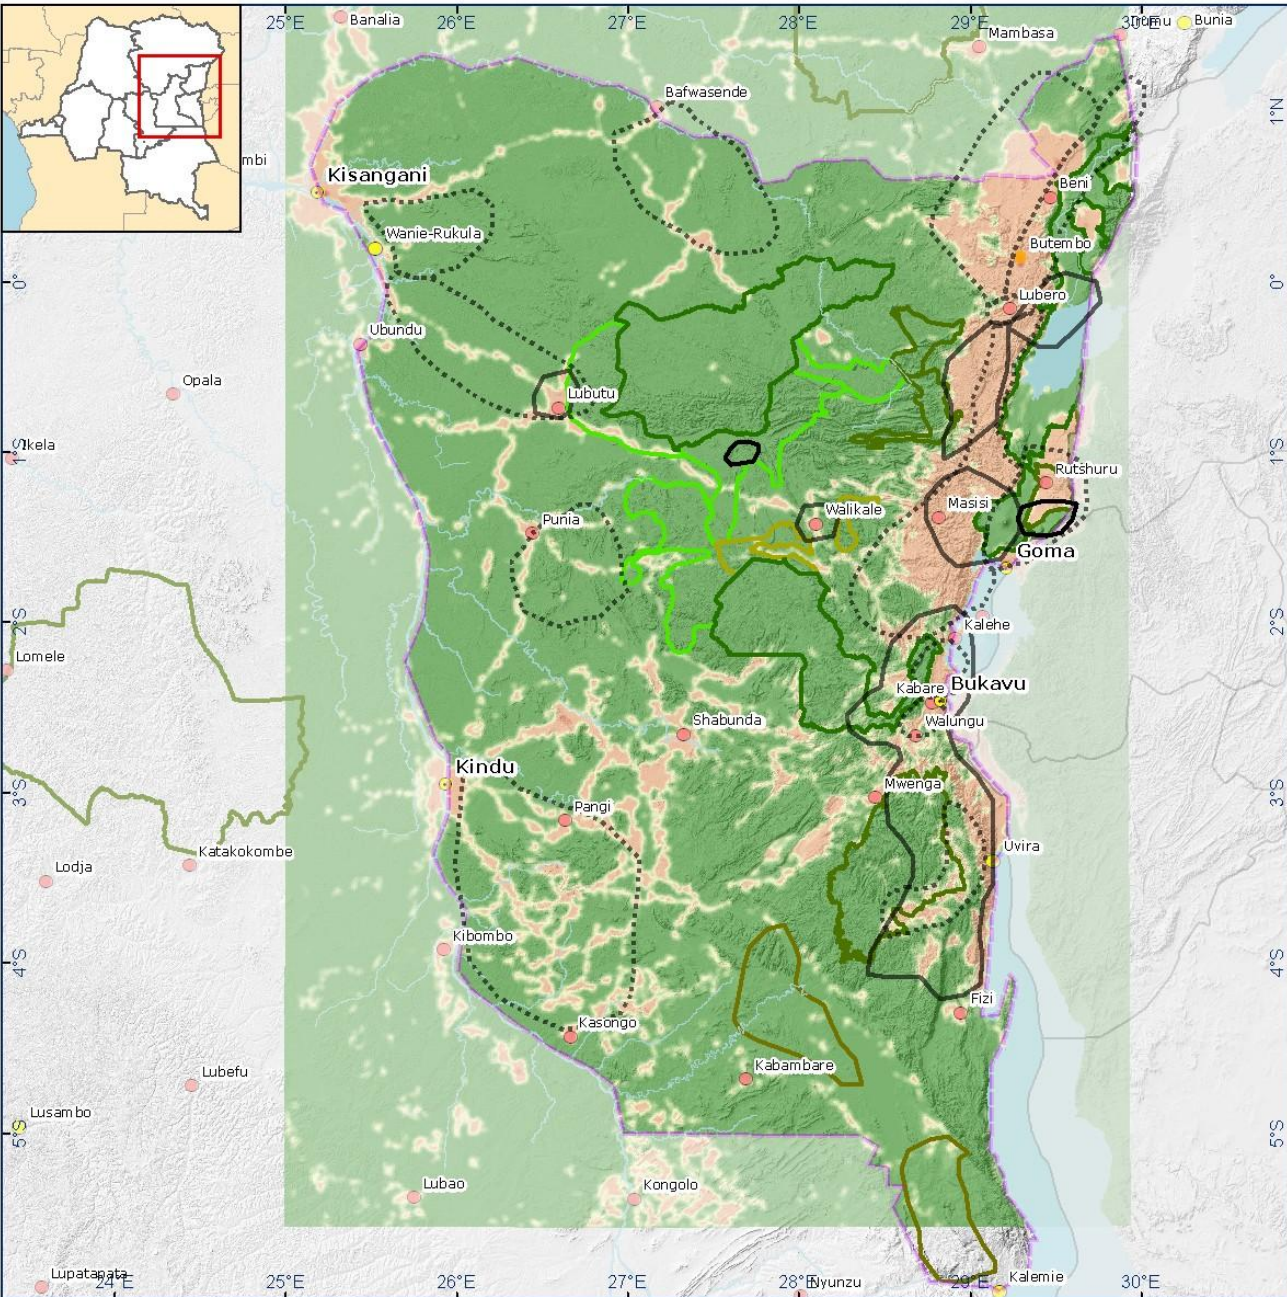 25°E
26°E
27°E
28°E
29°E
30°E
Banalia
Mambasa
Bunia
1°N
1°N
Bafwasende
mbi
Kisangani
Beni
Wanie-Rukula
Butembo
0°
0°
Lubero
Ubundu
Opala
Lubutu
Ikela
1°S
1°S
Rutshuru
Masisi
Walikale
Punia
Goma
2°S
2°S
Kalehe
Lomele
Kabare
Bukavu
Shabunda
Walungu
Kindu
Mwenga
3°S
3°S
Pangi
Uvira
Katakokombe
Lodja
Kibombo
4°S
4°S
Fizi
Kasongo
Kabambare
Lubefu
Lusambo
5°S
5°S
Lubao
Kongolo
Lupatapata
24°E
25°E
26°E
27°E
28°E
Nyunzu
29°E
Kalemie
30°E